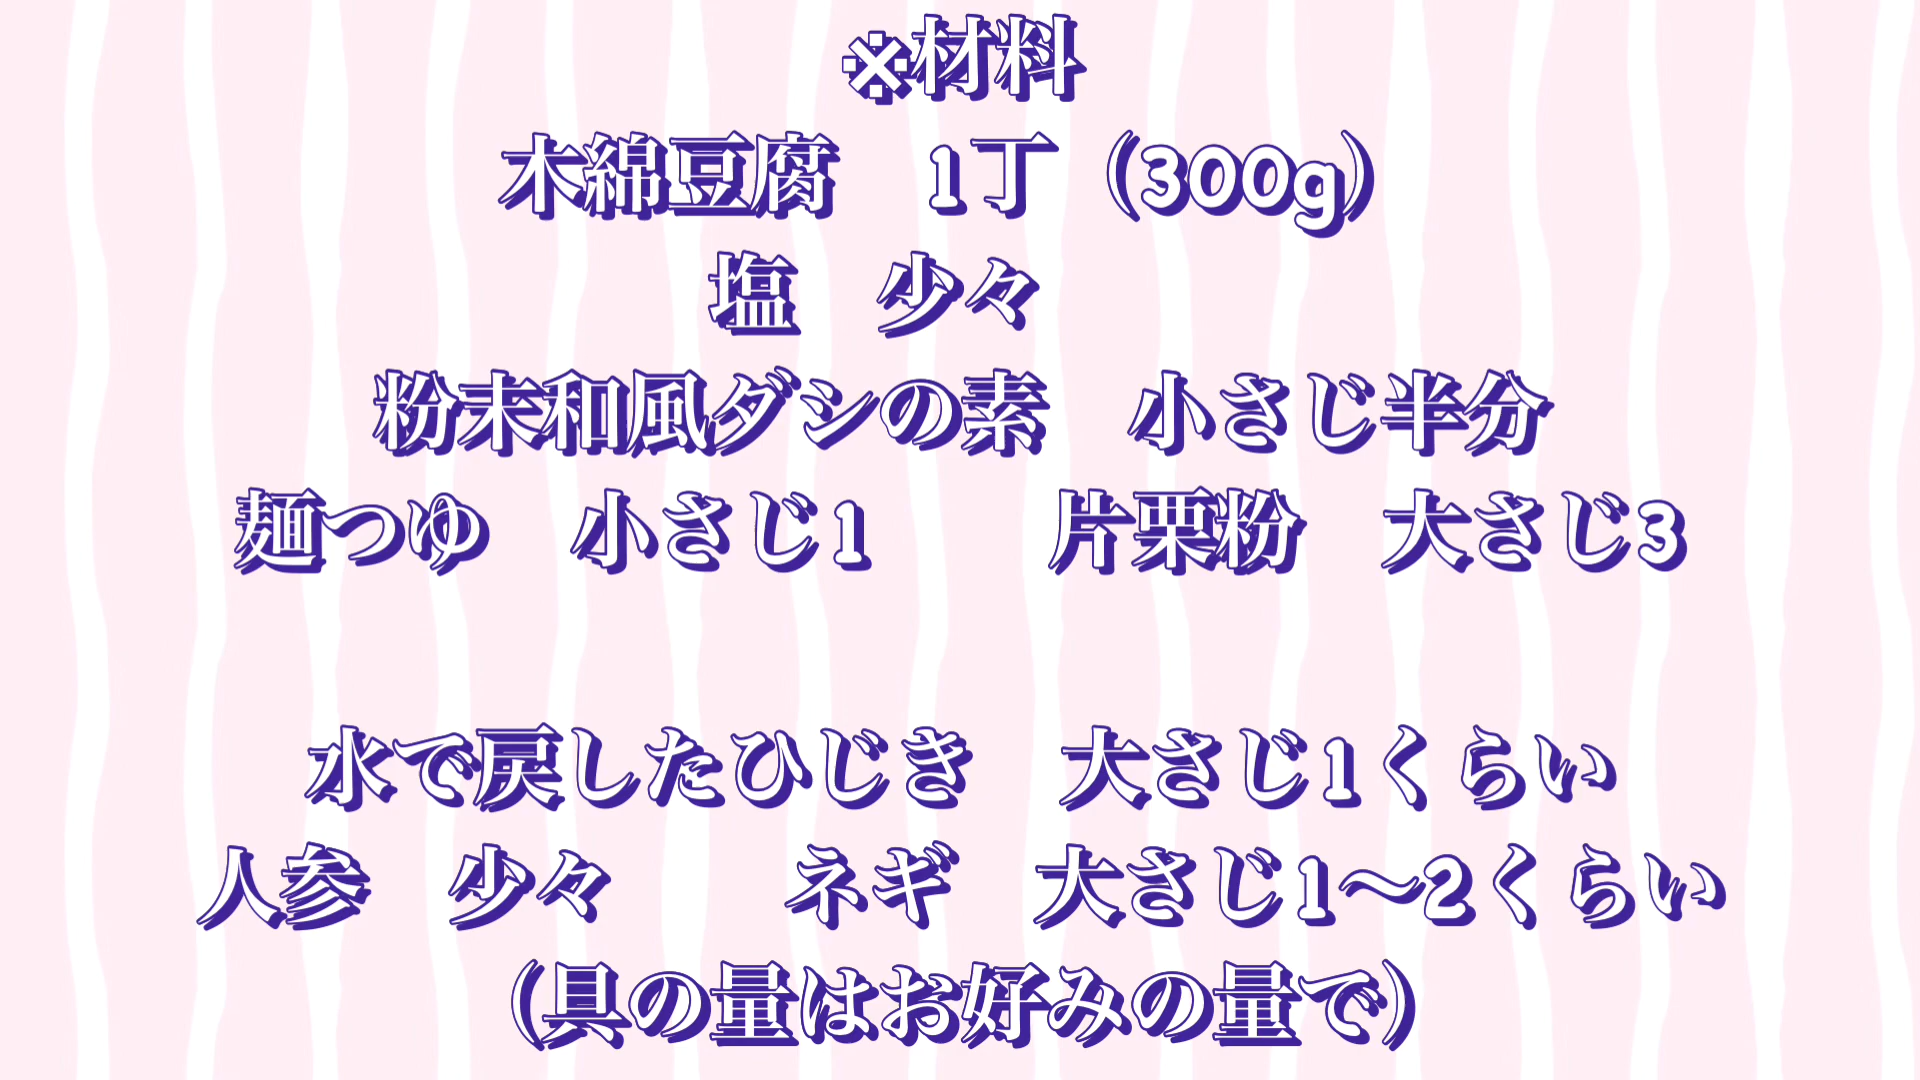 ※材料
木綿豆腐　1丁（300g）
塩　少々
粉末和風ダシの素　小さじ半分
麺つゆ　小さじ1　　片栗粉　大さじ3
水で戻したひじき　大さじ1くらい
人参　少々　　ネギ　大さじ1～2くらい
（具の量はお好みの量で）